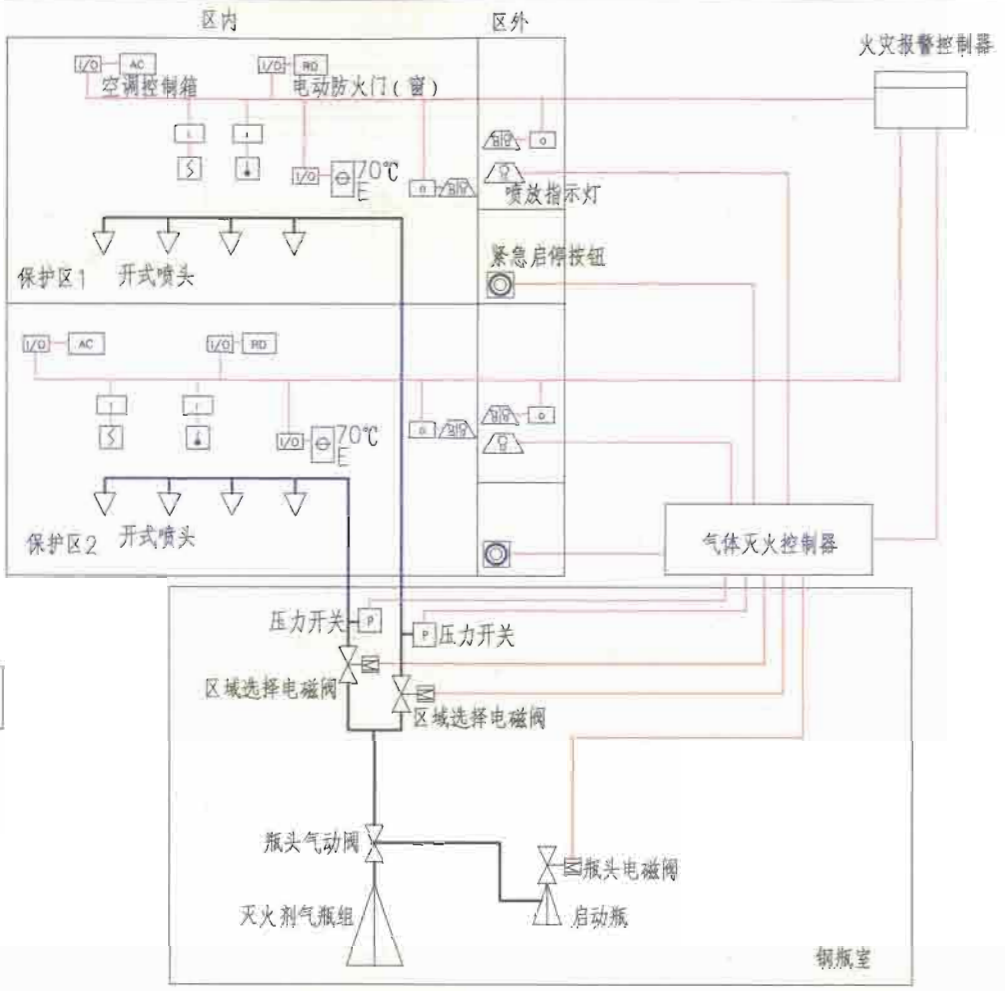 区内
区外
火灾报警控制器
I/O
AC
I/O
RD
空调控制箱
电动防火门(窗)
I
I
S
I/O
70℃
E
喷放指示灯
保护区1
开式喷头
紧急启停按钮
I/O
AC
I/O
RD
I
I
S
I/O
70℃
E
保护区2
开式喷头
气体灭火控制器
压力开关
P
P
压力开关
区域选择电磁阀
M
M
区域选择电磁阀
瓶头气动阀
M
瓶头电磁阀
灭火剂气瓶组
启动瓶
钢瓶室